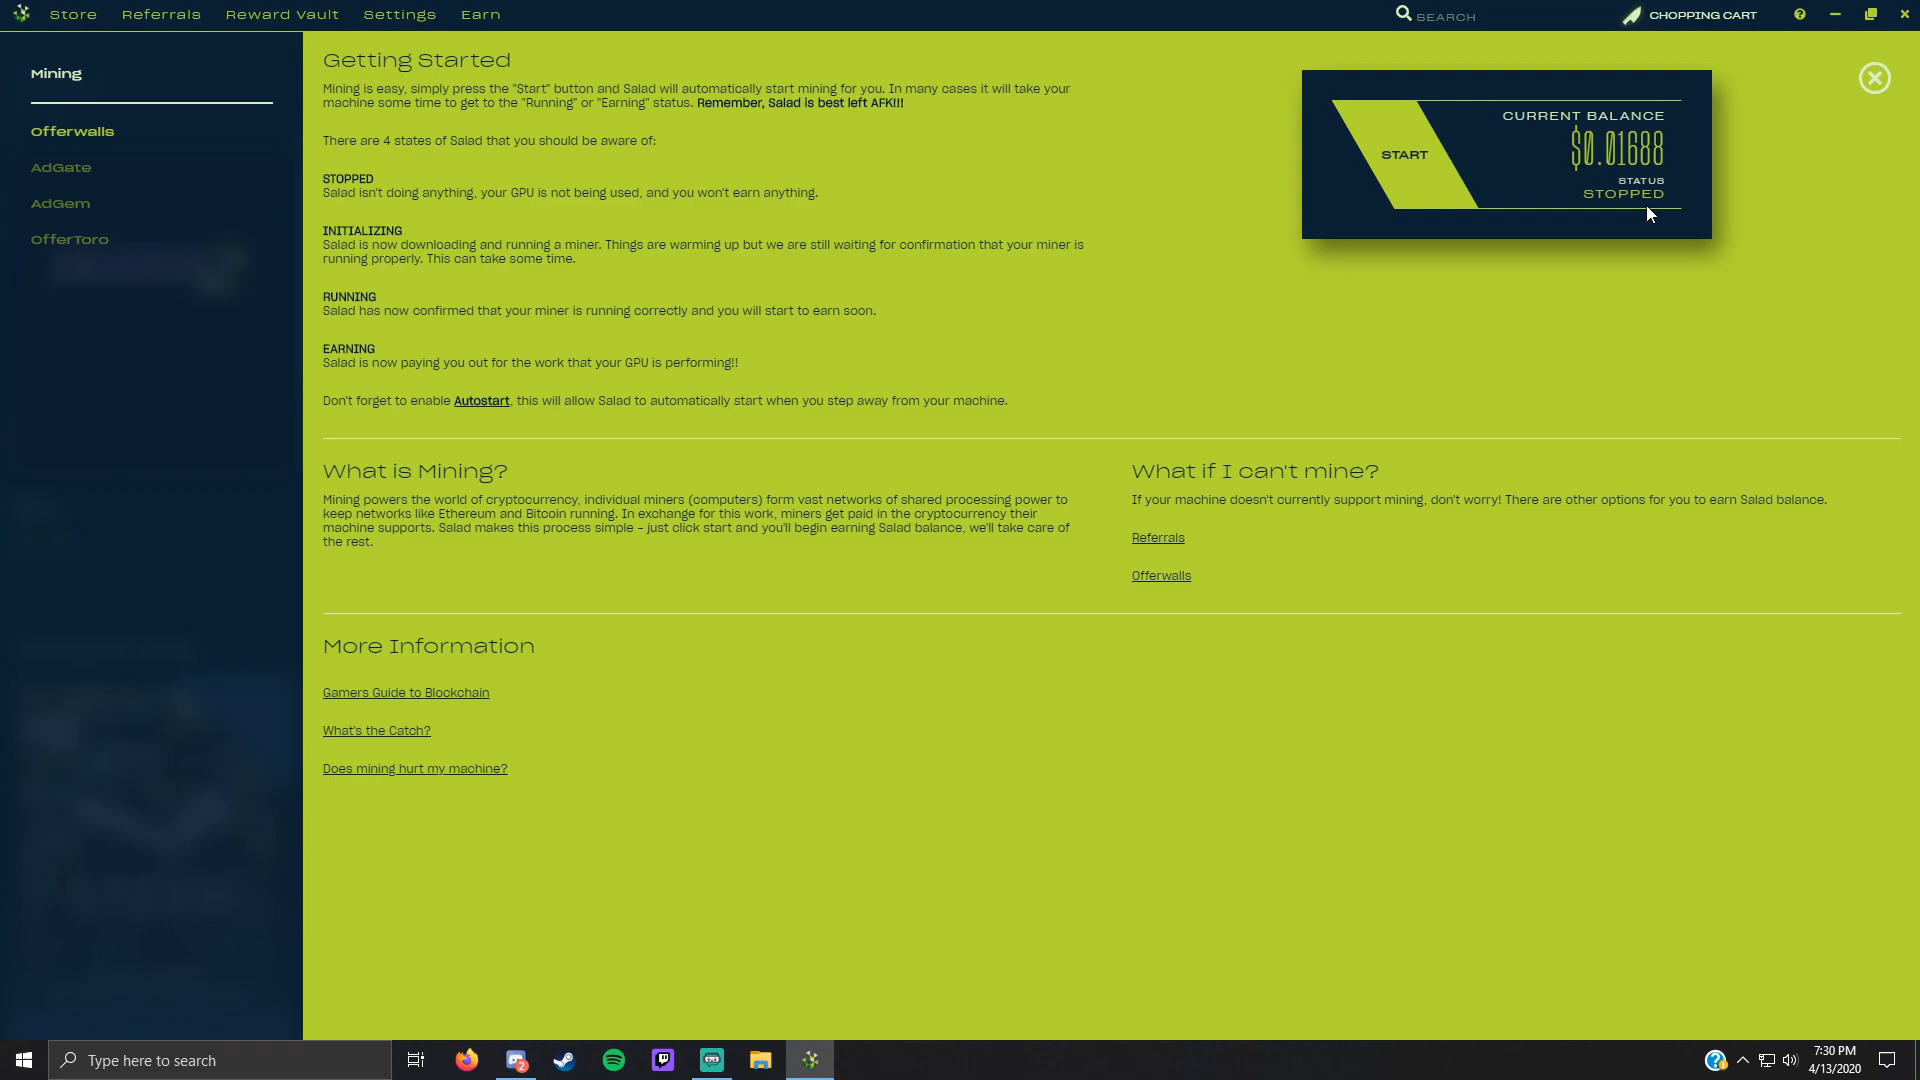 Store Referrals Reward Vault Settings Earn
SEARCH
CHOPPING CART
Mining
Offerwalls
AdGate
AdGem
OfferToro
Getting Started
Mining is easy, simply press the "Start" button and Salad will automatically start mining for you. In many cases it will take your
machine some time to get to the "Running" or "Earning" status. Remember, Salad is best left AFK!!!
There are 4 states of Salad that you should be aware of:
STOPPED
Salad isn't doing anything, your GPU is not being used, and you won't earn anything.
INITIALIZING
Salad is now downloading and running a miner. Things are warming up but we are still waiting for confirmation that your miner is
running properly. This can take some time.
RUNNING
Salad has now confirmed that your miner is running correctly and you will start to earn soon.
EARNING
Salad is now paying you out for the work that your GPU is performing!!
Don't forget to enable Autostart, this will allow Salad to automatically start when you step away from your machine.
START
CURRENT BALANCE
$0.01688
STATUS
STOPPED
What is Mining?
Mining powers the world of cryptocurrency, individual miners (computers) form vast networks of shared processing power to
keep networks like Ethereum and Bitcoin running. In exchange for this work, miners get paid in the cryptocurrency their
machine supports. Salad makes this process simple - just click start and you'll begin earning Salad balance, we'll take care of
the rest.
What if I can't mine?
If your machine doesn't currently support mining, don't worry! There are other options for you to earn Salad balance.
Referrals
Offerwalls
More Information
Gamers Guide to Blockchain
What's the Catch?
Does mining hurt my machine?
Type here to search
2
7:30 PM
4/13/2020